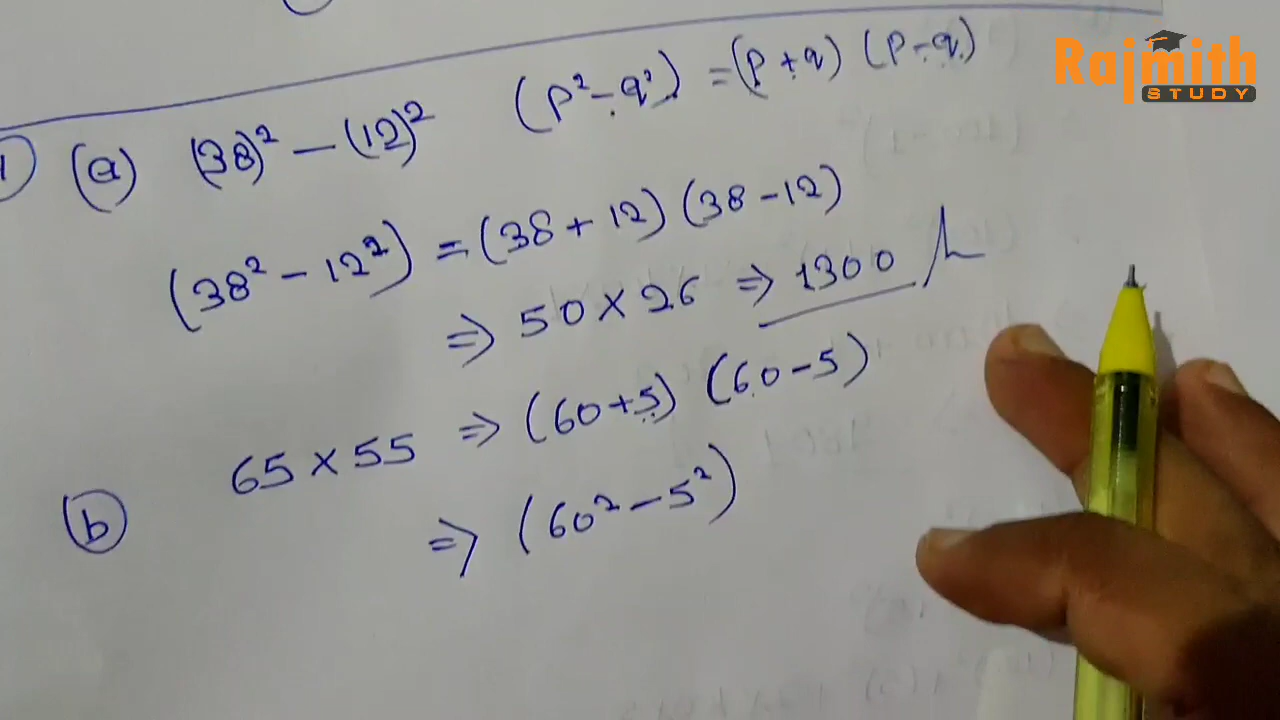 Rajmith
STUDY
1 (a) (38)² - (12)² (p² - q²) = (p + q) (p - q)
(38² - 12²) = (38 + 12) (38 - 12)
⇒ 50 × 26 ⇒ 1300
(b) 65 × 55 ⇒ (60+5) (60-5)
⇒ (60² - 5²)